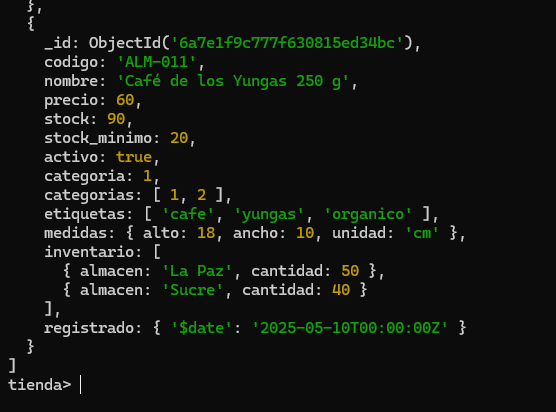 },
{
_id: ObjectId('6a7e1f9c777f630815ed34bc'),
codigo: 'ALM-011',
nombre: 'Café de los Yungas 250 g',
precio: 60,
stock: 90,
stock_minimo: 20,
activo: true,
categoria: 1,
categorias: [ 1, 2 ],
etiquetas: [ 'cafe', 'yungas', 'organico' ],
medidas: { alto: 18, ancho: 10, unidad: 'cm' },
inventario: [
{ almacen: 'La Paz', cantidad: 50 },
{ almacen: 'Sucre', cantidad: 40 }
],
registrado: { '$date': '2025-05-10T00:00:00Z' }
}
]
tienda>